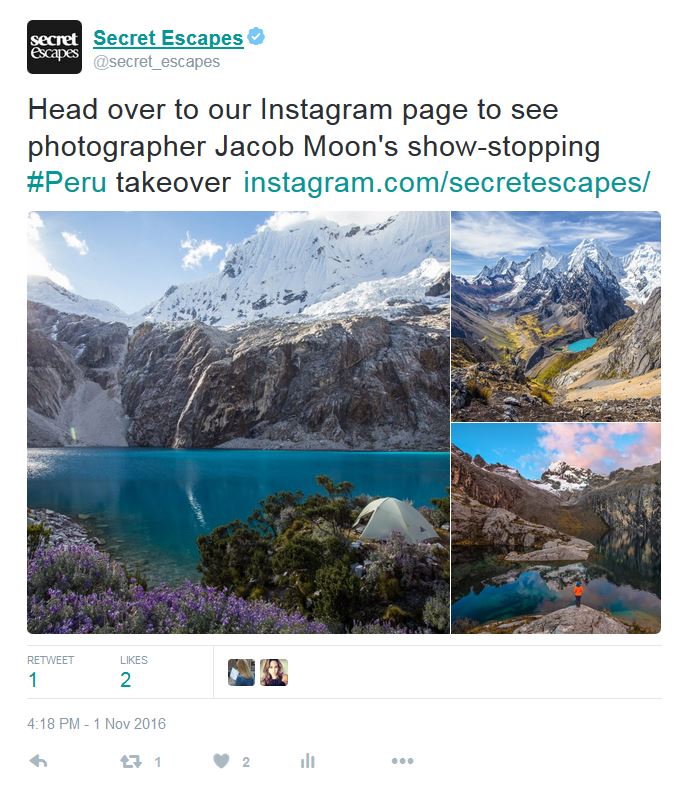 secret
escapes
Secret Escapes
@secret_escapes
Head over to our Instagram page to see
photographer Jacob Moon's show-stopping
#Peru takeover instagram.com/secretescapes/
RETWEET LIKES
1 2
4:18 PM - 1 Nov 2016
1 2